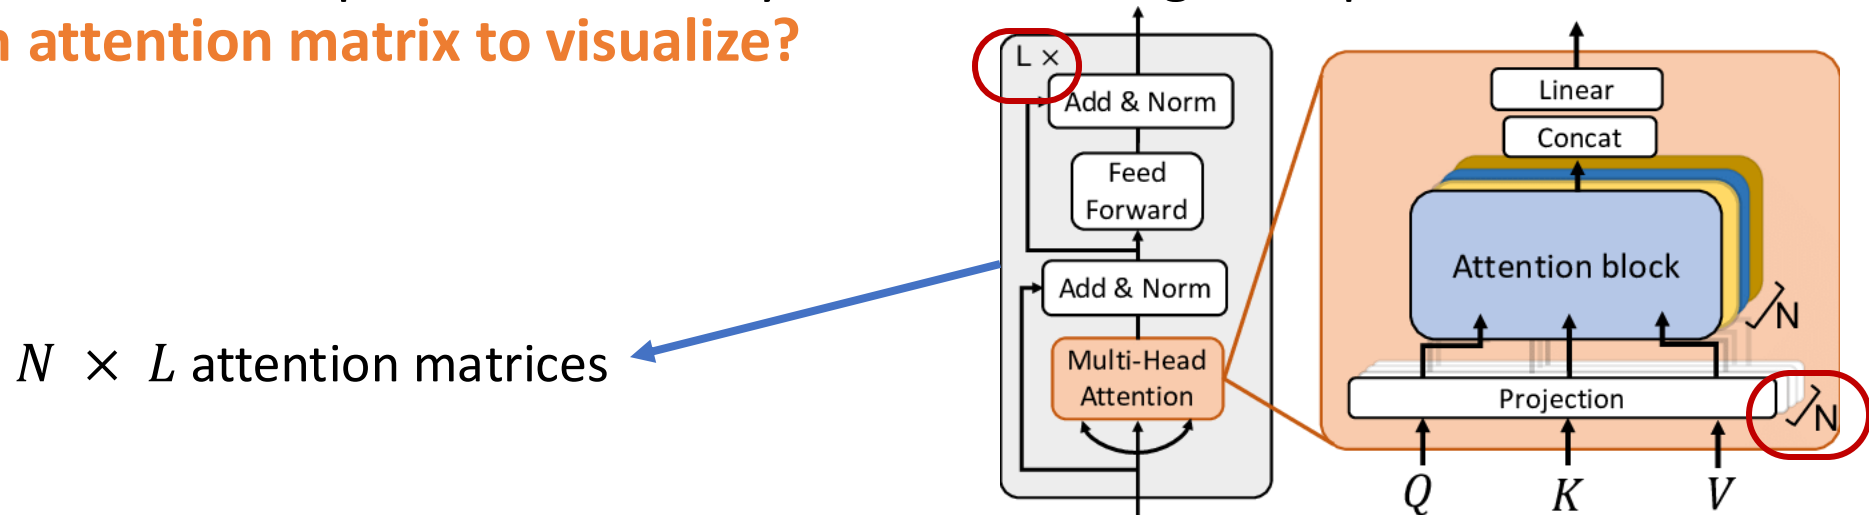 attention matrix to visualize?
L ×
Add & Norm
Feed
Forward
Add & Norm
Multi-Head
Attention
N × L attention matrices
Linear
Concat
Attention block
N
Projection
N
Q K V